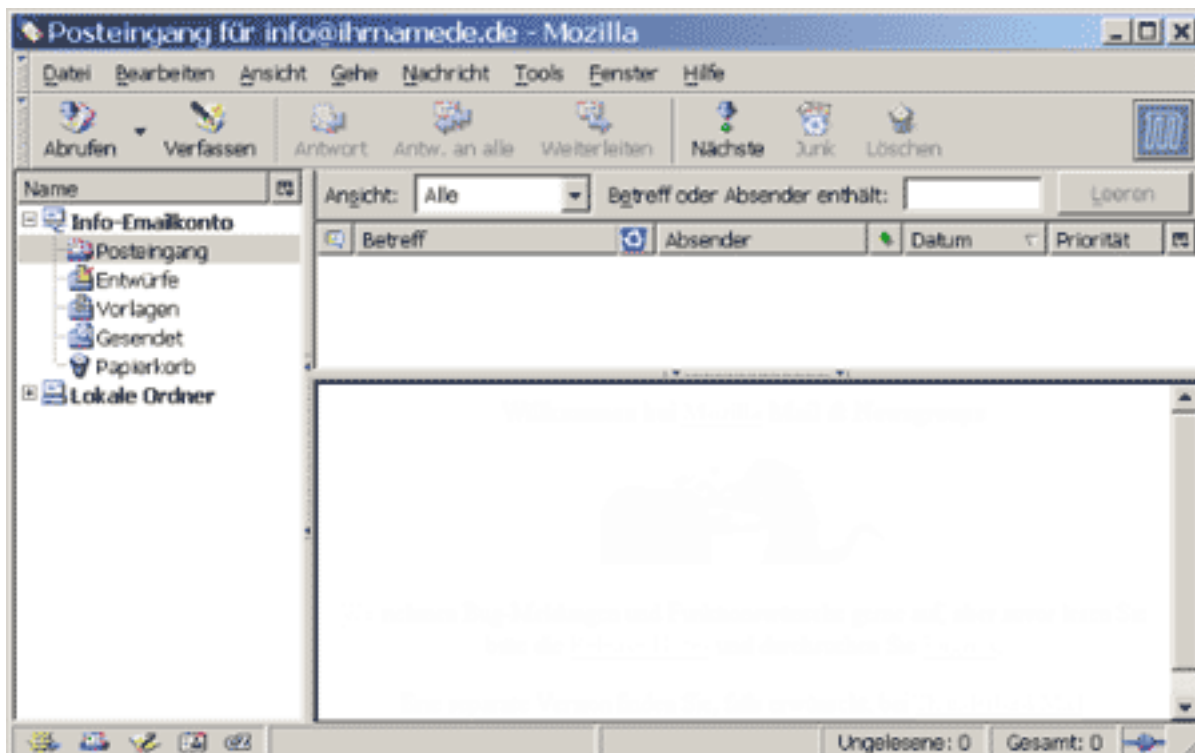 Posteingang für info@ihrnamede.de - Mozilla
Datei Bearbeiten Ansicht Gehe Nachricht Tools Fenster Hilfe
Abrufen Verfassen Antwort Antw. an alle Weiterleiten Nächste Junk Löschen
Name
Ansicht: Alle Betreff oder Absender enthält: Leeren
Info-Emailkonto
Betreff Absender Datum Priorität
Posteingang
Entwürfe
Vorlagen
Gesendet
Papierkorb
Lokale Ordner
Ungelesene: 0 Gesamt: 0